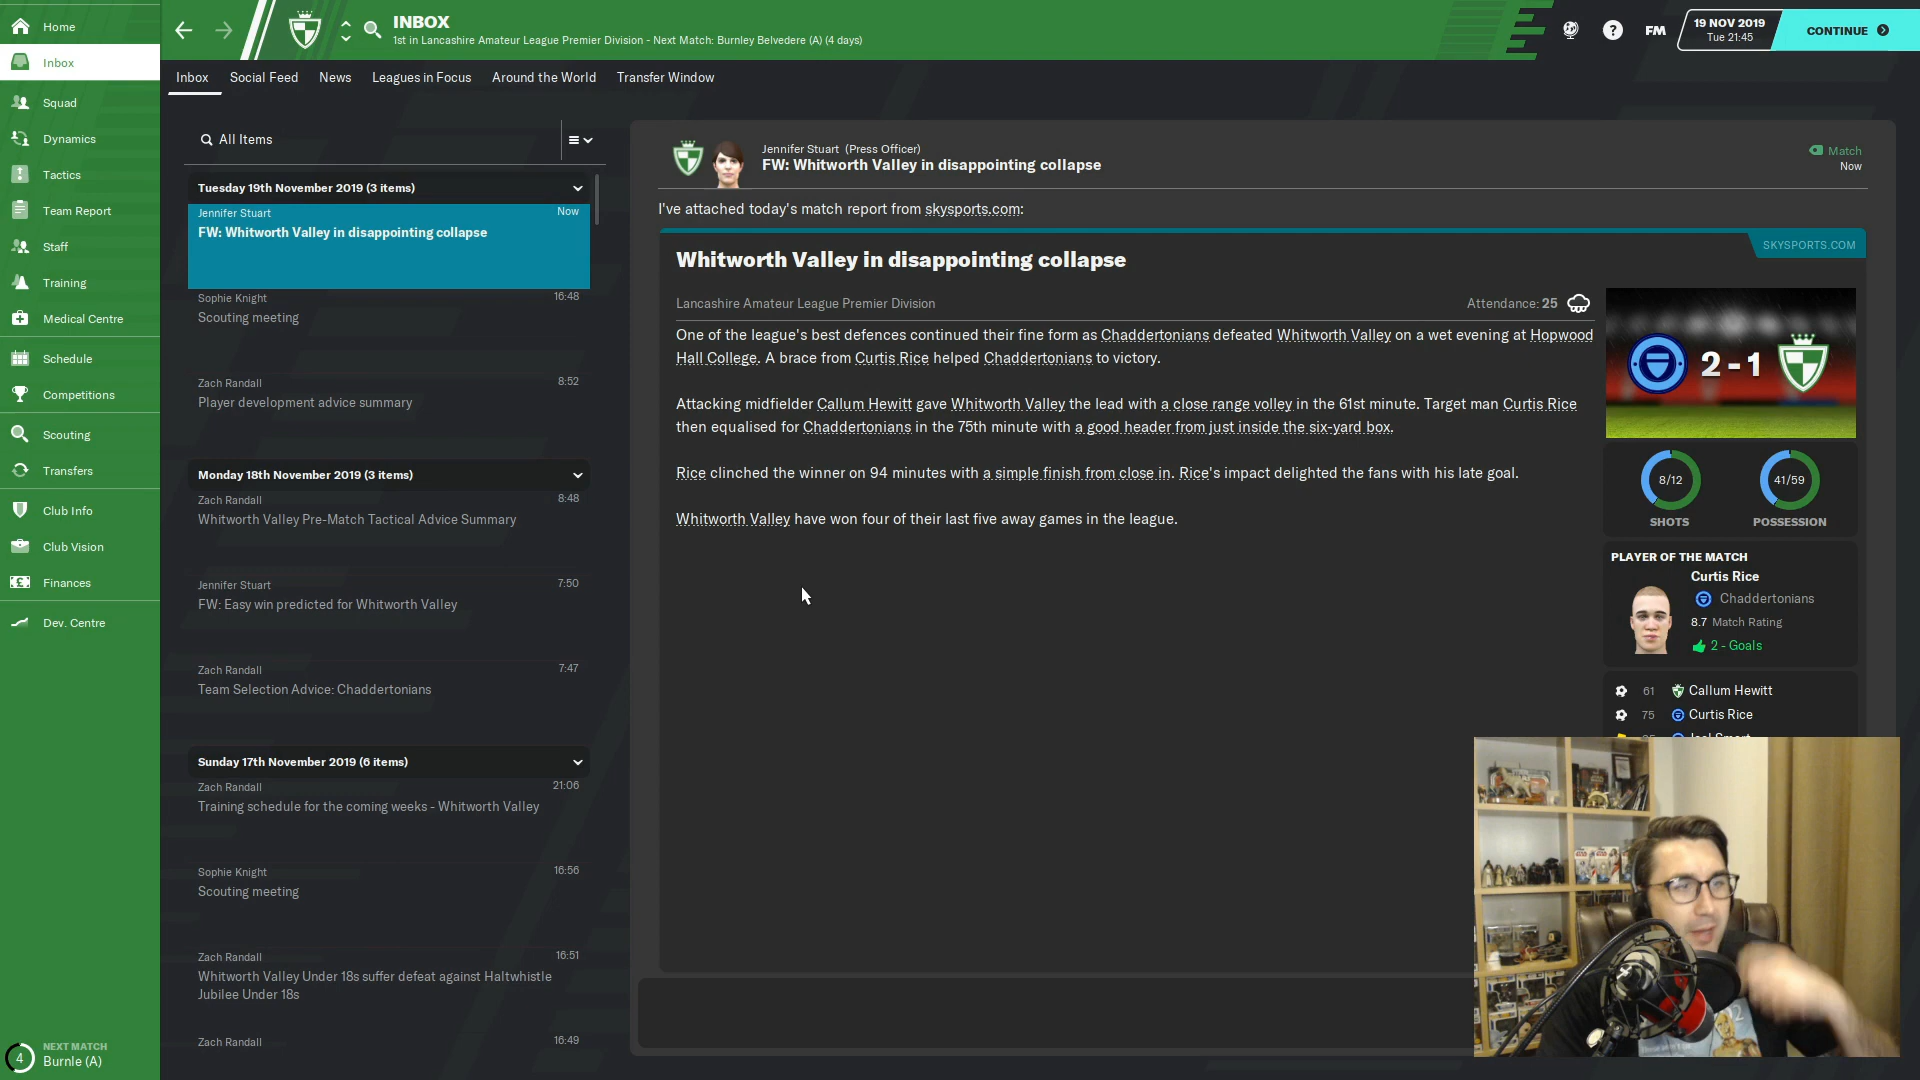 Home
Inbox
Squad
Dynamics
Tactics
Team Report
Staff
Training
Medical Centre
Schedule
Competitions
Scouting
Transfers
Club Info
Club Vision
Finances
Dev. Centre
4
NEXT MATCH
Burnle (A)
INBOX
1st in Lancashire Amateur League Premier Division - Next Match: Burnley Belvedere (A) (4 days)
?
FM
19 NOV 2019
Tue 21:45
CONTINUE
Inbox
Social Feed
News
Leagues in Focus
Around the World
Transfer Window
All Items
Tuesday 19th November 2019 (3 items)
Jennifer Stuart
Now
FW: Whitworth Valley in disappointing collapse
Sophie Knight
16:48
Scouting meeting
Zach Randall
8:52
Player development advice summary
Monday 18th November 2019 (3 items)
Zach Randall
8:48
Whitworth Valley Pre-Match Tactical Advice Summary
Jennifer Stuart
7:50
FW: Easy win predicted for Whitworth Valley
Zach Randall
7:47
Team Selection Advice: Chaddertonians
Sunday 17th November 2019 (6 items)
Zach Randall
21:06
Training schedule for the coming weeks - Whitworth Valley
Sophie Knight
16:56
Scouting meeting
Zach Randall
16:51
Whitworth Valley Under 18s suffer defeat against Haltwhistle
Jubilee Under 18s
Zach Randall
16:49
Jennifer Stuart (Press Officer)
FW: Whitworth Valley in disappointing collapse
Match
Now
I've attached today's match report from skysports.com:
SKYSPORTS.COM
Whitworth Valley in disappointing collapse
Lancashire Amateur League Premier Division
Attendance: 25
One of the league's best defences continued their fine form as Chaddertonians defeated Whitworth Valley on a wet evening at Hopwood
Hall College. A brace from Curtis Rice helped Chaddertonians to victory.
Attacking midfielder Callum Hewitt gave Whitworth Valley the lead with a close range volley in the 61st minute. Target man Curtis Rice
then equalised for Chaddertonians in the 75th minute with a good header from just inside the six-yard box.
Rice clinched the winner on 94 minutes with a simple finish from close in. Rice's impact delighted the fans with his late goal.
Whitworth Valley have won four of their last five away games in the league.
2 - 1
8/12
SHOTS
41/59
POSSESSION
PLAYER OF THE MATCH
Curtis Rice
Chaddertonians
8.7 Match Rating
2 - Goals
61 Callum Hewitt
75 Curtis Rice